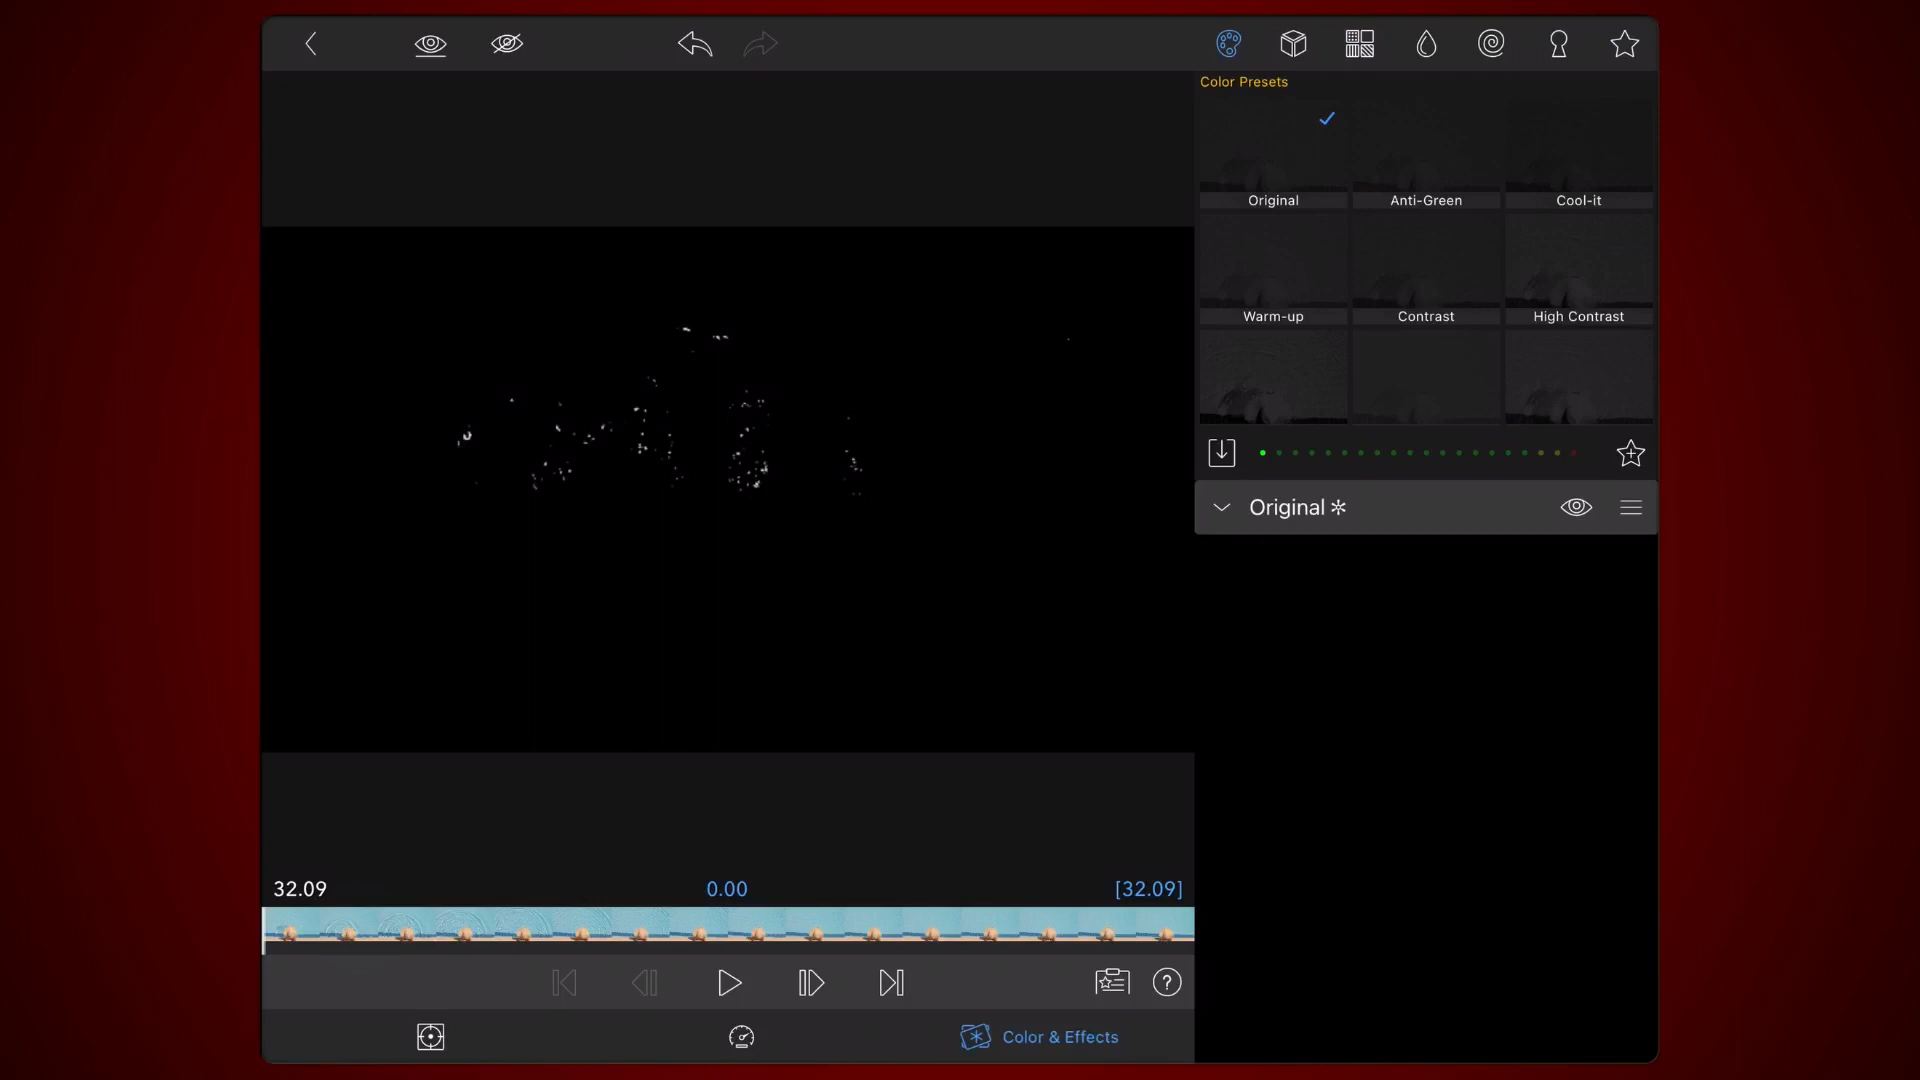 Color Presets
Original
Anti-Green
Cool-it
Warm-up
Contrast
High Contrast
Original ✻
32.09
0.00
[32.09]
?
Color & Effects